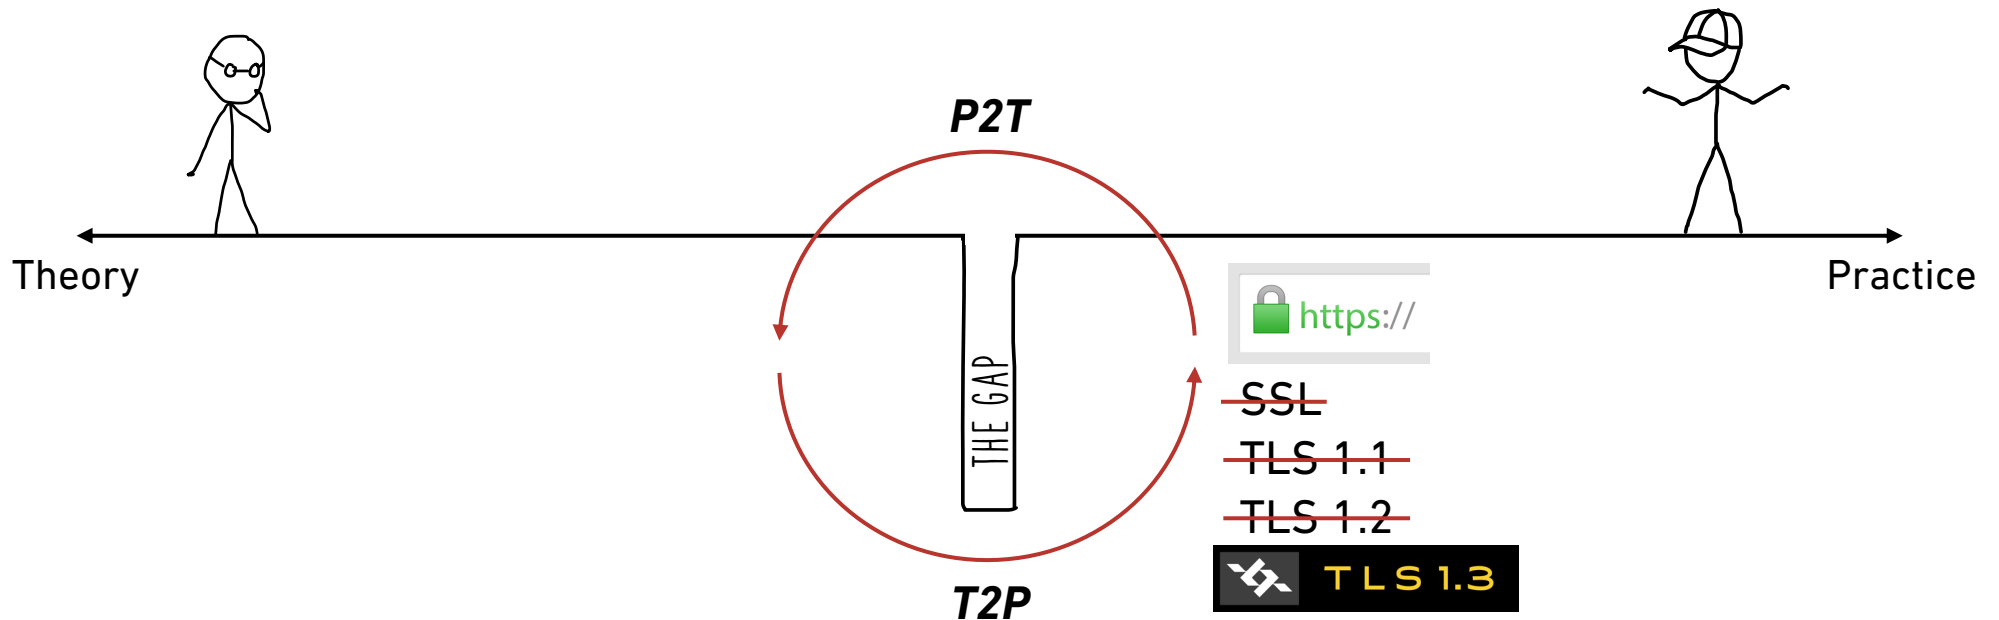 P2T
Theory
Practice
https://
THE GAP
SSL
TLS 1.1
TLS 1.2
TLS 1.3
T2P